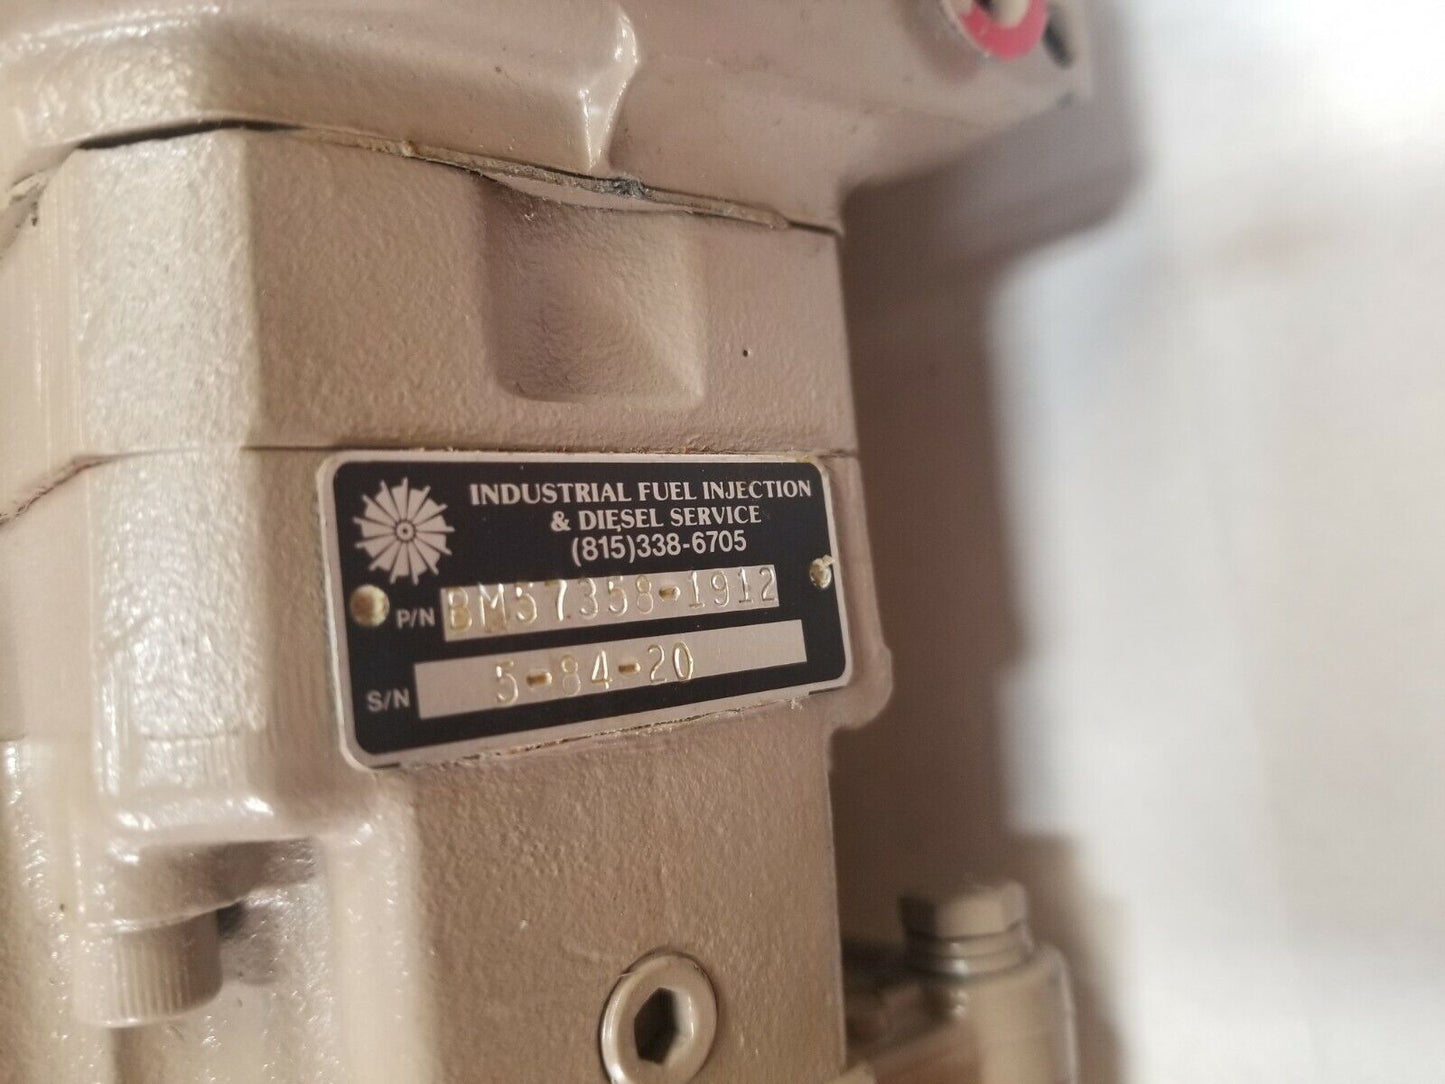 INDUSTRIAL FUEL INJECTION
& DIESEL SERVICE
(815)338-6705
P/N BM57358-1912
S/N 5-84-20